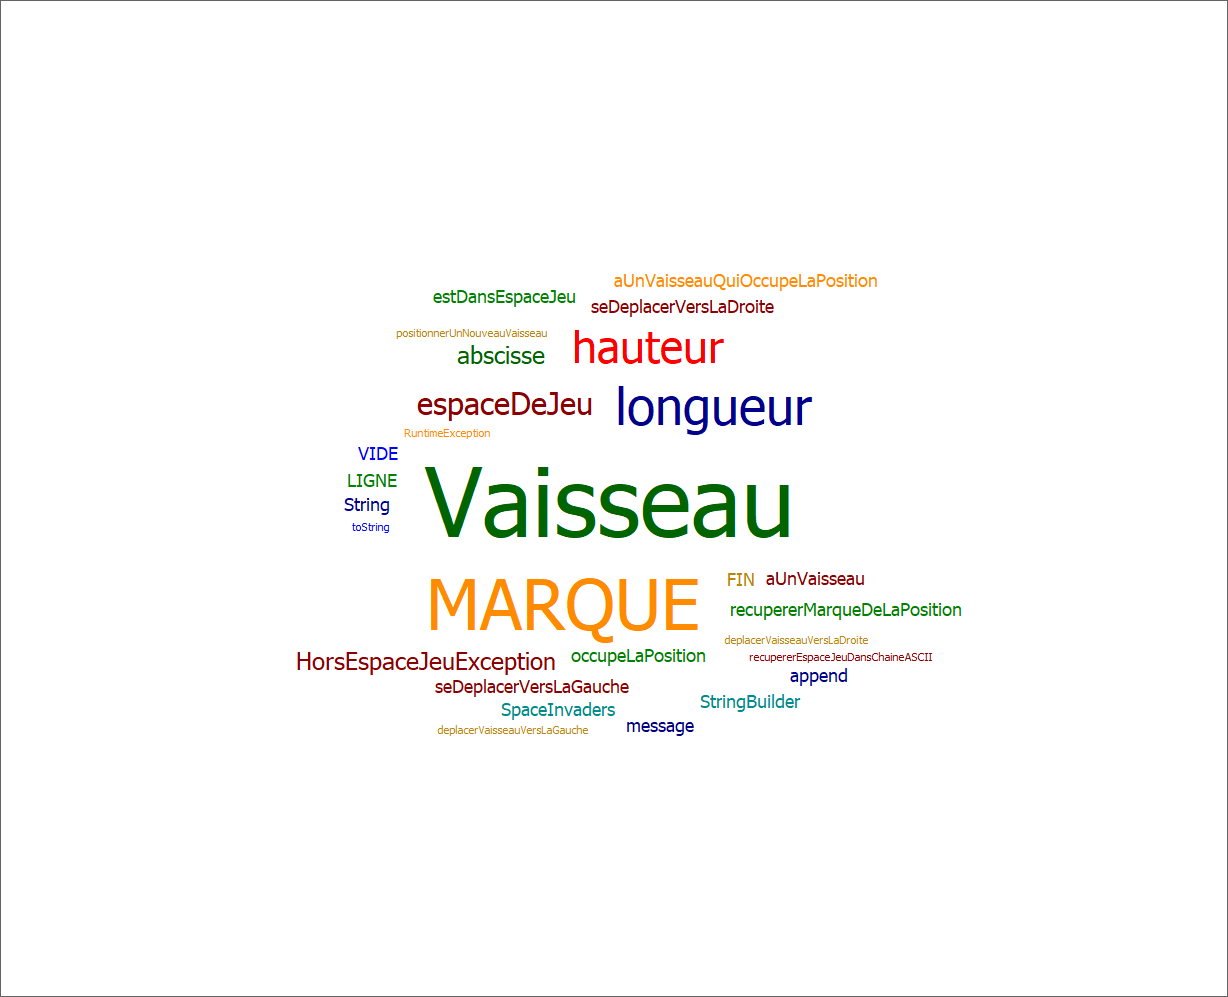 aUnVaisseauQuiOccupeLaPosition
estDansEspaceJeu
seDeplacerVersLaDroite
positionnerUnNouveauVaisseau
abscisse
hauteur
espaceDeJeu
longueur
RuntimeException
VIDE
LIGNE
String
toString
Vaisseau
MARQUE
FIN
aUnVaisseau
recupererMarqueDeLaPosition
deplacerVaisseauVersLaDroite
HorsEspaceJeuException
occupeLaPosition
recupererEspaceJeuDansChaineASCII
append
seDeplacerVersLaGauche
SpaceInvaders
StringBuilder
message
deplacerVaisseauVersLaGauche